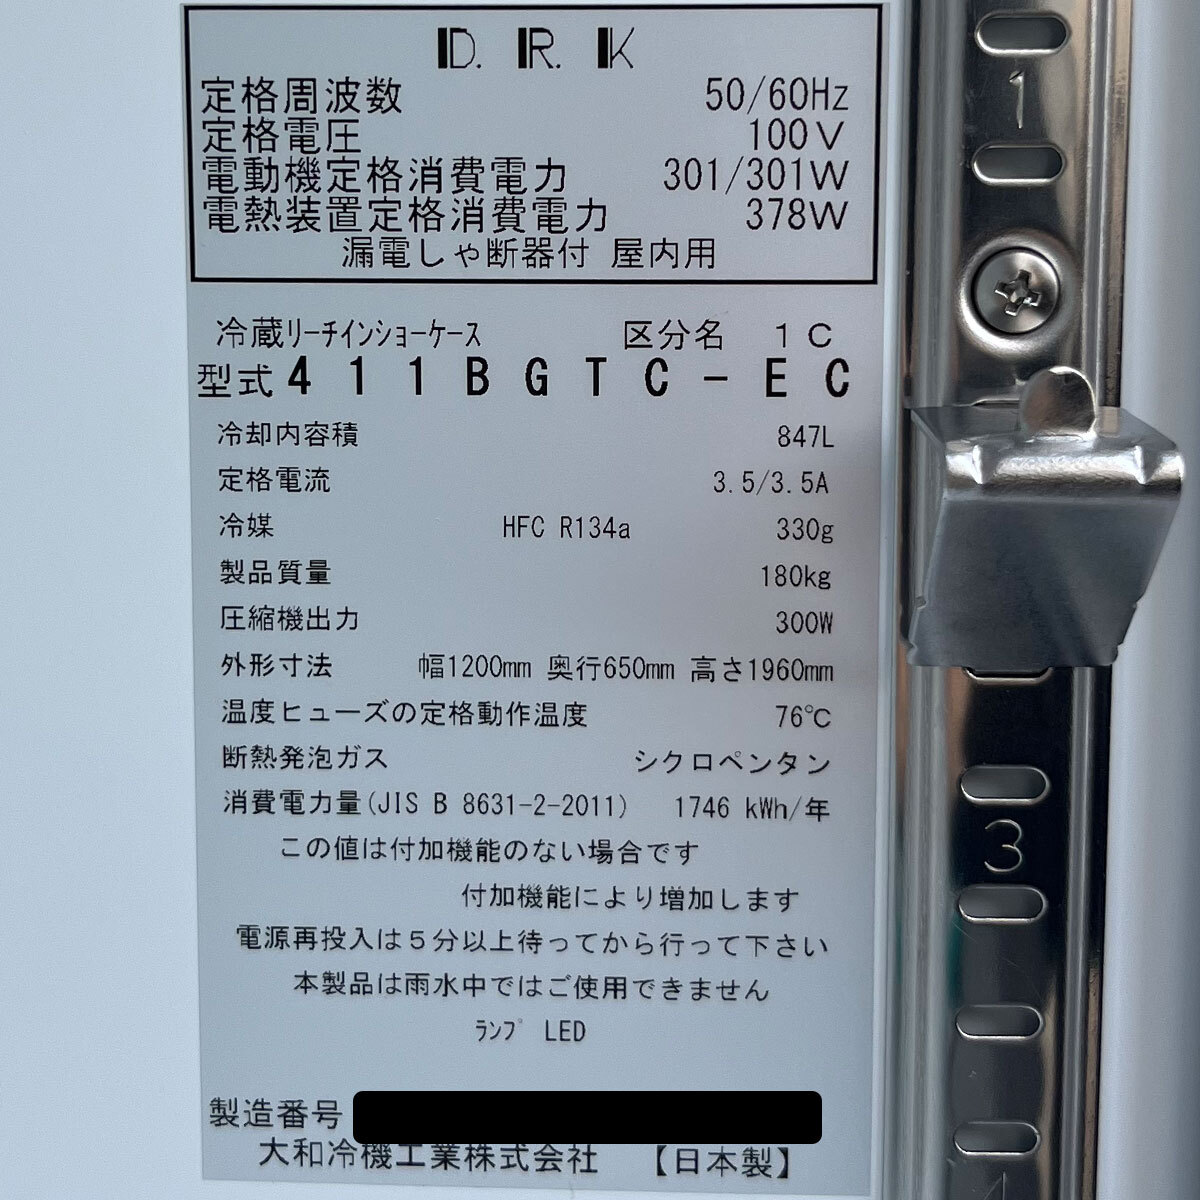 D. R. K
定格周波数 50/60Hz
定格電圧 100V
電動機定格消費電力 301/301W
電熱装置定格消費電力 378W
漏電しゃ断器付 屋内用
冷蔵ﾘｰﾁｲﾝｼｮｰｹｰｽ 区分名 1C
型式 411BGTC-EC
冷却内容積 847L
定格電流 3.5/3.5A
冷媒 HFC R134a 330g
製品質量 180kg
圧縮機出力 300W
外形寸法 幅1200mm 奥行650mm 高さ1960mm
温度ヒューズの定格動作温度 76℃
断熱発泡ガス シクロペンタン
消費電力量(JIS B 8631-2-2011) 1746 kWh/年
この値は付加機能のない場合です
付加機能により増加します
電源再投入は5分以上待ってから行って下さい
本製品は雨水中ではご使用できません
ﾗﾝﾌﾟ LED
製造番号
大和冷機工業株式会社 【日本製】
1
3